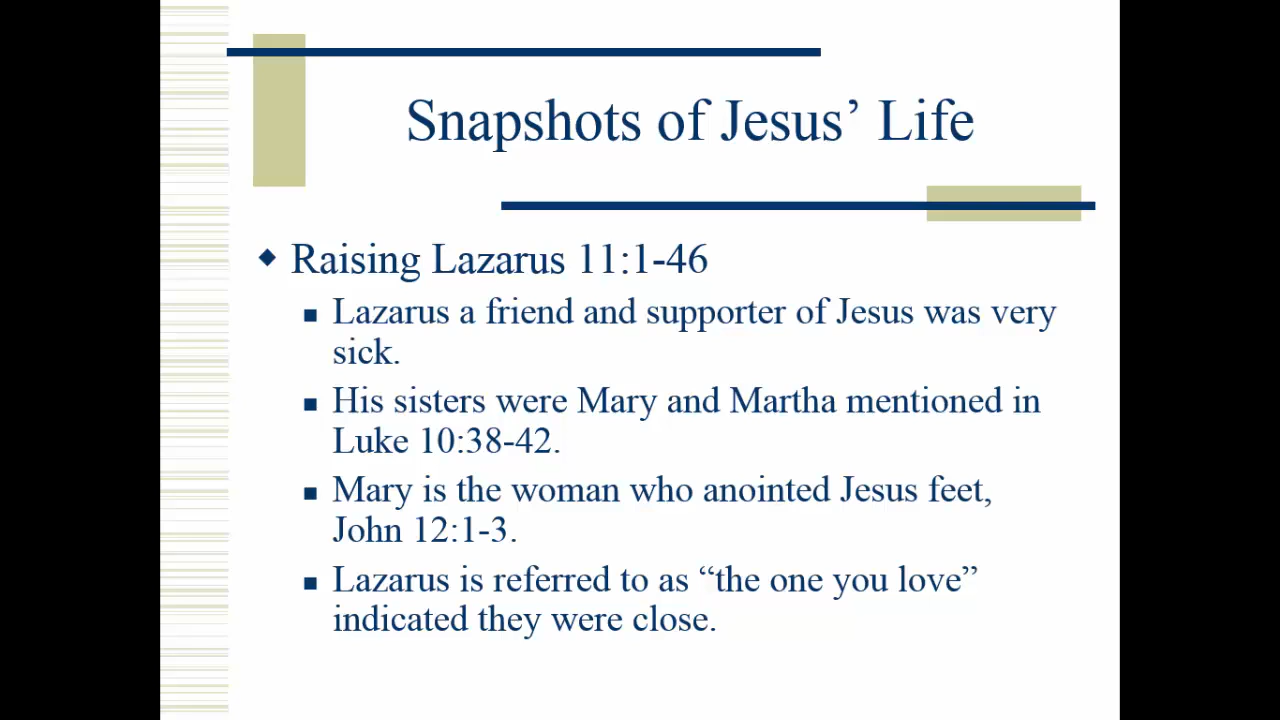 Snapshots of Jesus’ Life
Raising Lazarus 11:1-46
Lazarus a friend and supporter of Jesus was very
sick.
His sisters were Mary and Martha mentioned in
Luke 10:38-42.
Mary is the woman who anointed Jesus feet,
John 12:1-3.
Lazarus is referred to as “the one you love”
indicated they were close.